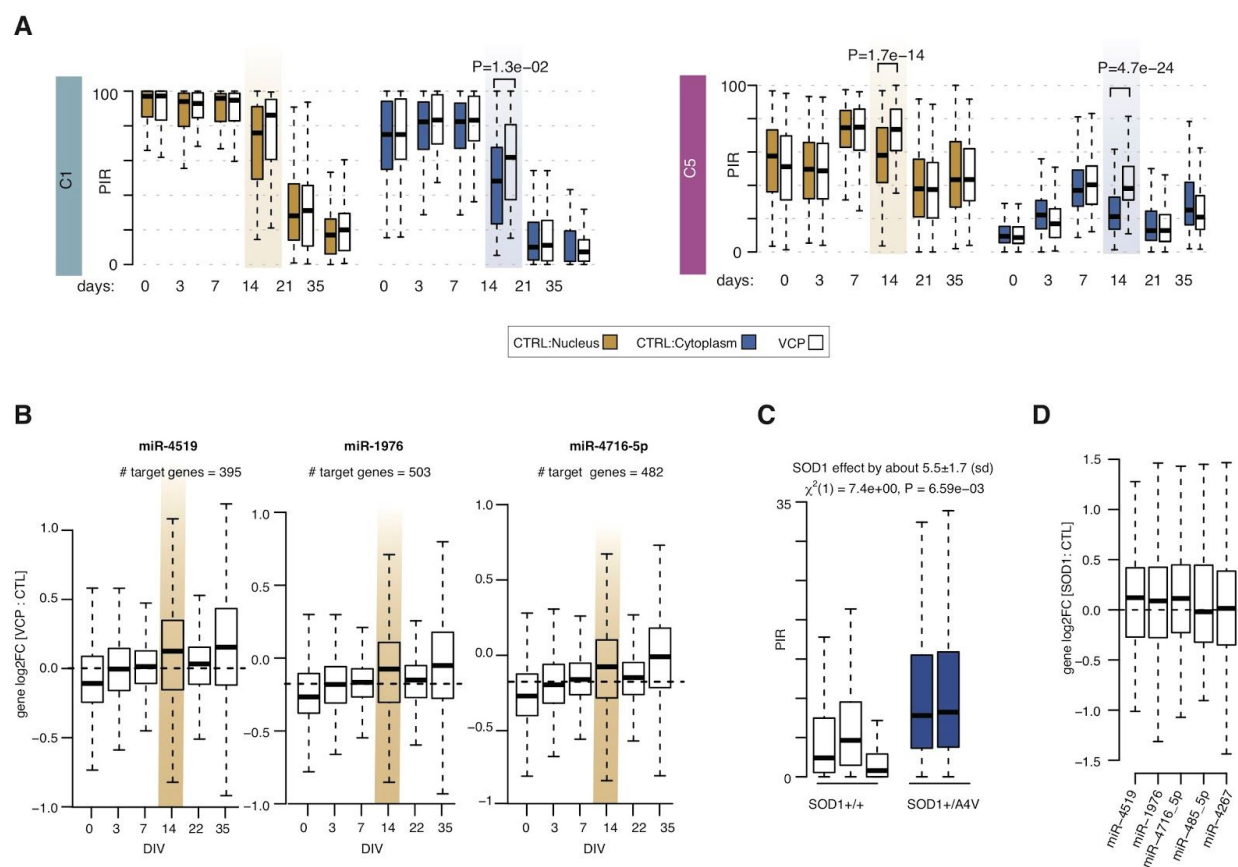 A
C1
PIR
100
0
P=1.3e−02
days: 0 3 7 14 21 35 0 3 7 14 21 35
C5
PIR
100
0
P=1.7e−14
P=4.7e−24
days: 0 3 7 14 21 35 0 3 7 14 21 35
CTRL:Nucleus CTRL:Cytoplasm VCP
B
miR-4519
# target genes = 395
gene log2FC [VCP : CTL]
1.0
0.5
0.0
−0.5
−1.0
0 3 7 14 22 35
miR-1976
# target genes = 503
1.0
0.5
0.0
−0.5
−1.0
0 3 7 14 22 35
miR-4716-5p
# target genes = 482
1.0
0.5
0.0
−0.5
−1
0 3 7 14 22 35
DIV
DIV
DIV
C
SOD1 effect by about 5.5±1.7 (sd)
χ²(1) = 7.4e+00, P = 6.59e−03
PIR
35
0
SOD1+/+
SOD1+/A4V
D
gene log2FC [SOD1: CTL]
1.5
1.0
0.5
0.0
−0.5
−1.0
−1.5
miR−4519
miR−1976
miR−4716_5p
miR−485_5p
miR−4267